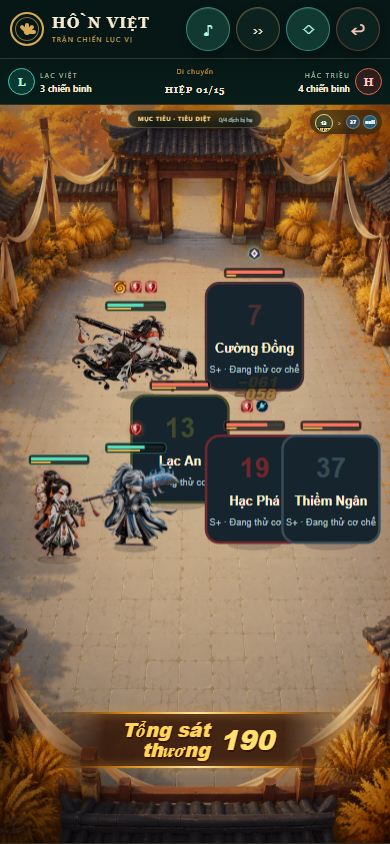 HỒN VIỆT
TRẬN CHIẾN LỤC VỊ
L
LẠC VIỆT
3 chiến binh
Di chuyển
HIỆP 01/15
HẮC TRIỀU
4 chiến binh
H
MỤC TIÊU · TIÊU DIỆT 0/4 địch bị hạ
13
37
7
Cường Đồng
S+ · Đang thử cơ chế
-061
-058
13
Lạc An
19
Hạc Phá
S+ · Đang thử cơ
37
Thiềm Ngân
S+ · Đang thử cơ chế
Tổng sát
thương
190